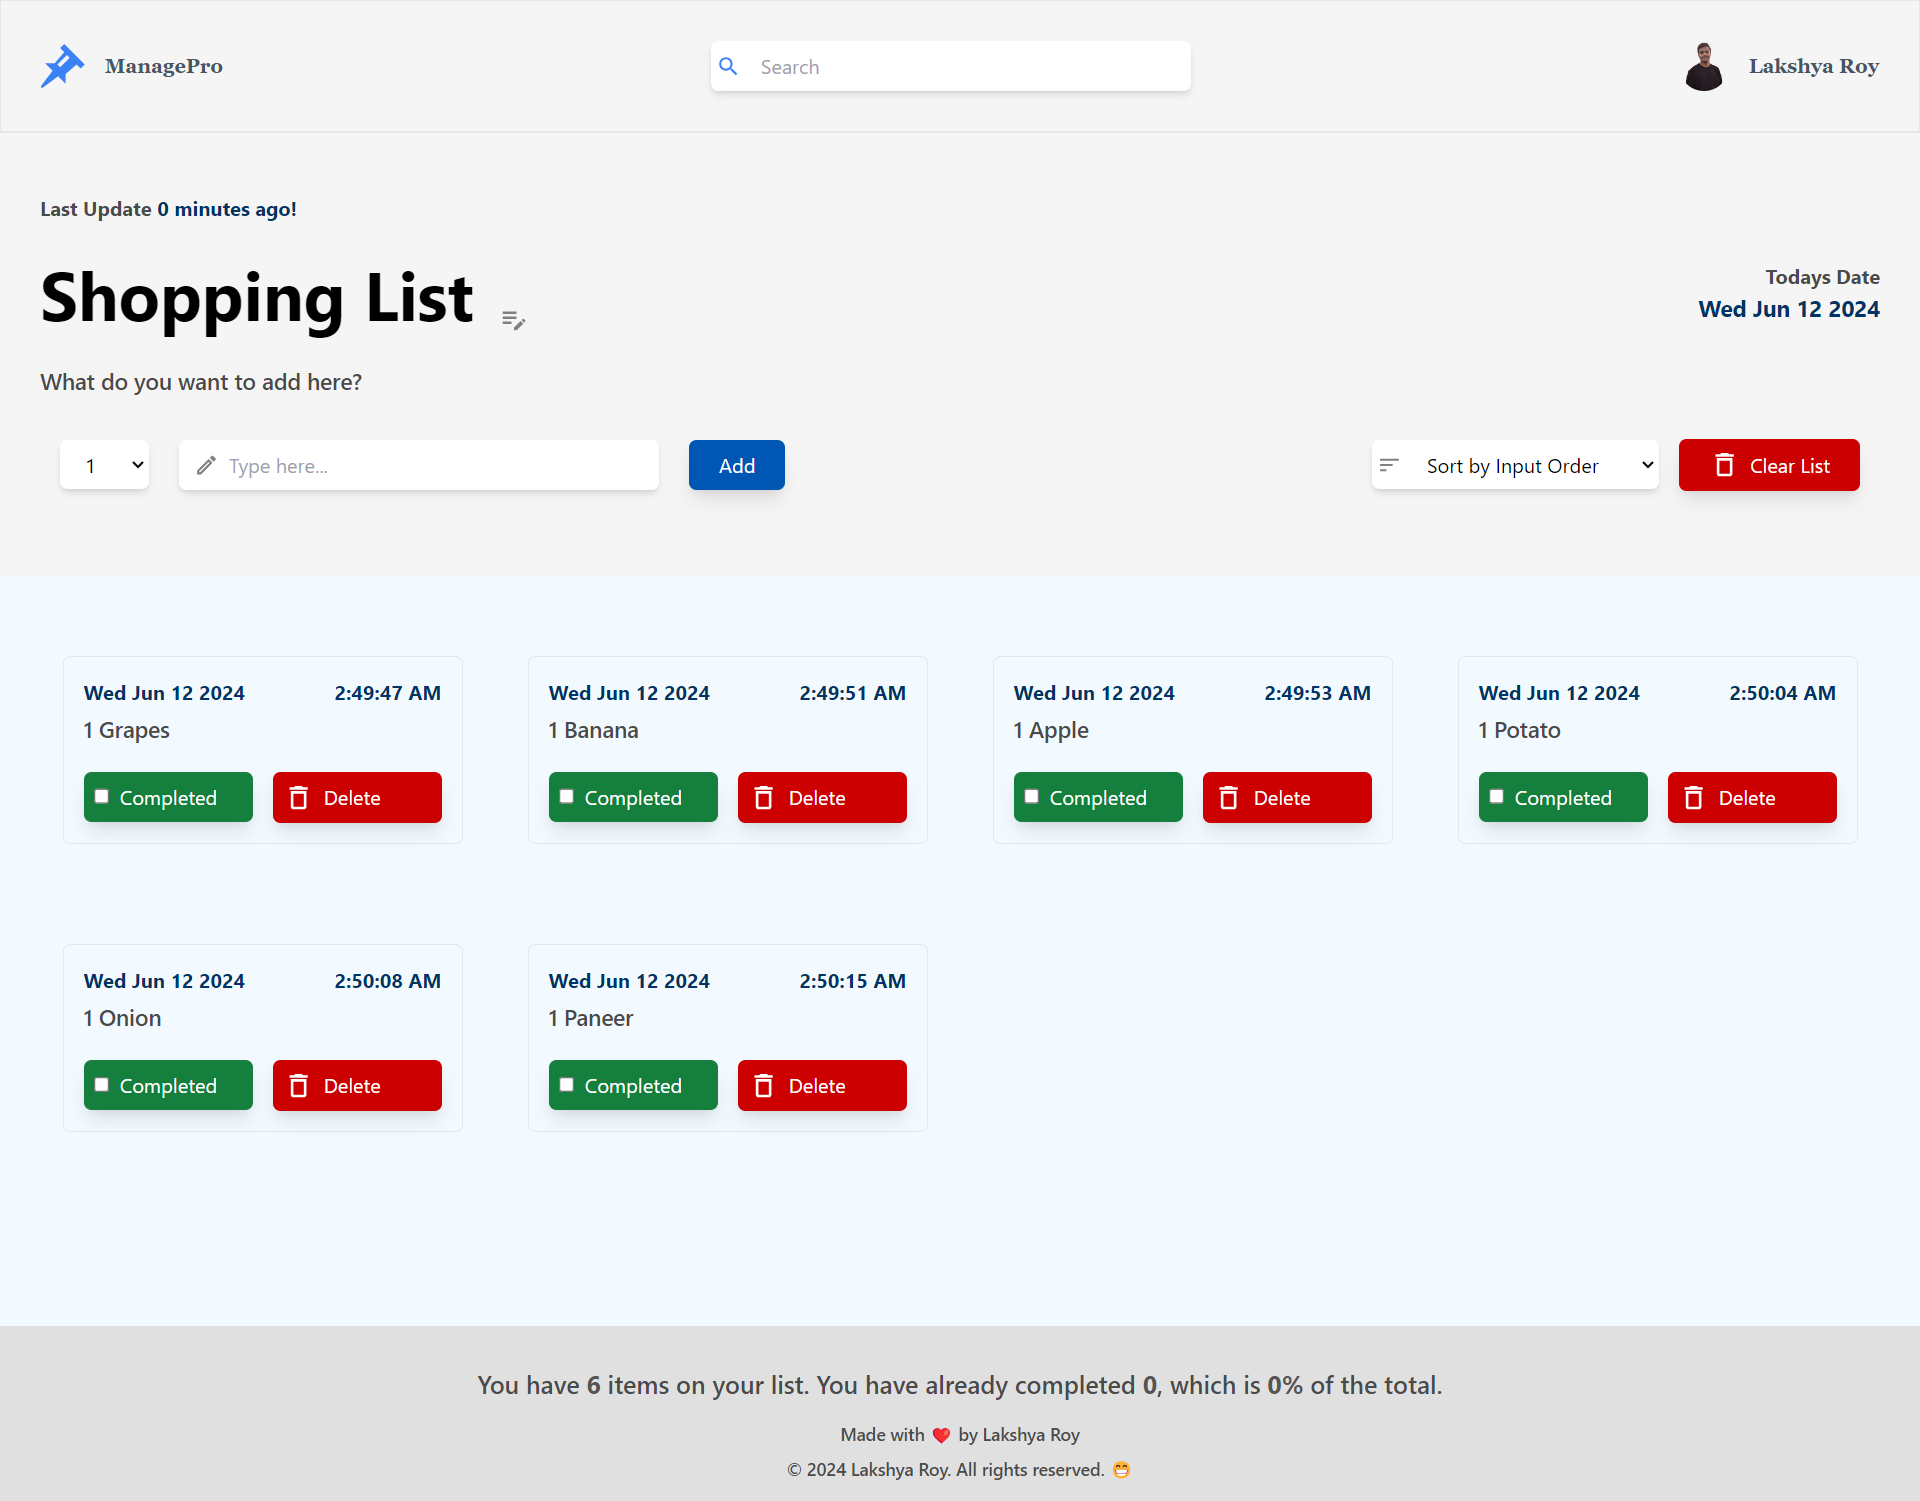 ManagePro
Search
Lakshya Roy
Last Update 0 minutes ago!
Shopping List
Todays Date
Wed Jun 12 2024
What do you want to add here?
1
Type here...
Add
Sort by Input Order
Clear List
Wed Jun 12 2024 2:49:47 AM
1 Grapes
Completed Delete
Wed Jun 12 2024 2:49:51 AM
1 Banana
Completed Delete
Wed Jun 12 2024 2:49:53 AM
1 Apple
Completed Delete
Wed Jun 12 2024 2:50:04 AM
1 Potato
Completed Delete
Wed Jun 12 2024 2:50:08 AM
1 Onion
Completed Delete
Wed Jun 12 2024 2:50:15 AM
1 Paneer
Completed Delete
You have 6 items on your list. You have already completed 0, which is 0% of the total.
Made with ❤️ by Lakshya Roy
© 2024 Lakshya Roy. All rights reserved. 😁